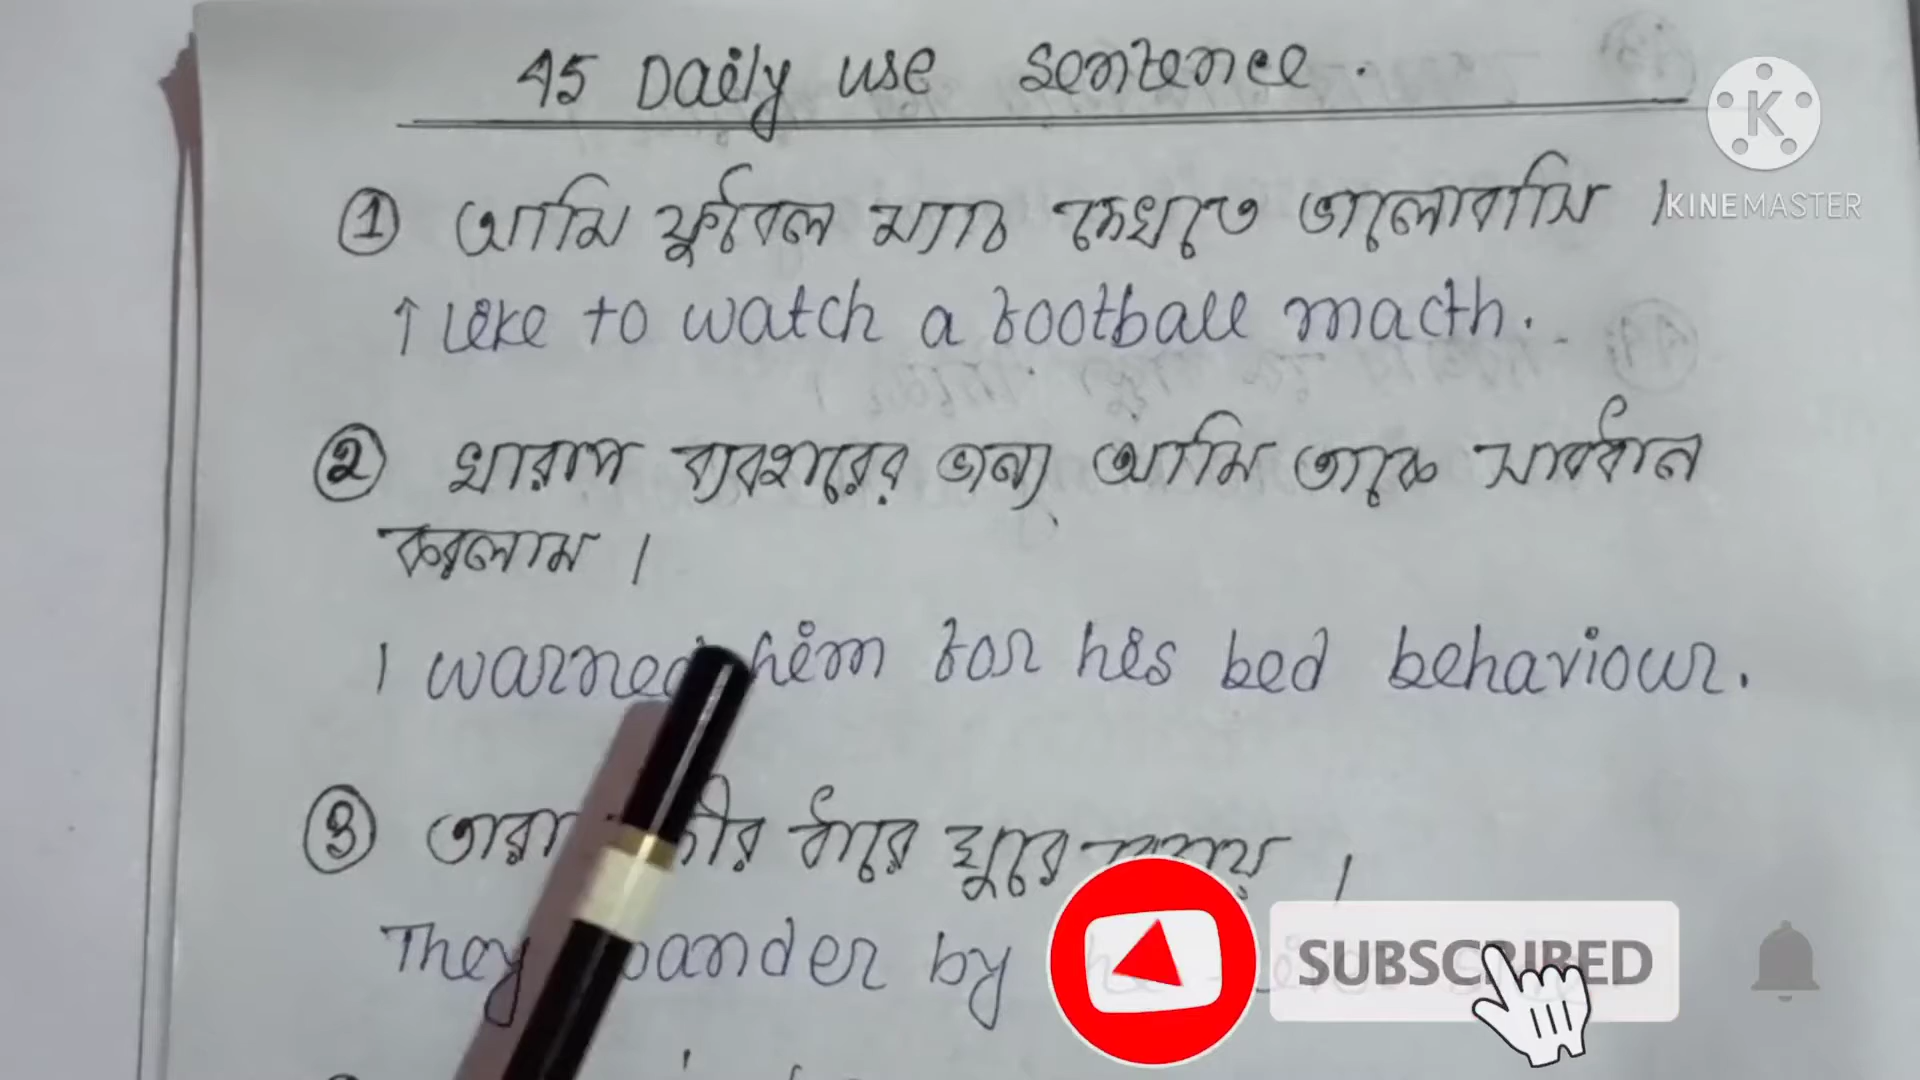 45 Daily use sentence.
① আমি ফুটবল ম্যাচ দেখতে ভালোবাসি ।
I Like to watch a football macth.
② খারাপ ব্যবহারের জন্য আমি তাকে সাবধান
করলাম ।
I warned him for his bed behaviour.
③ তারা ধারে ঘুরে ।
They by
K
KINEMASTER
SUBSCRIBED